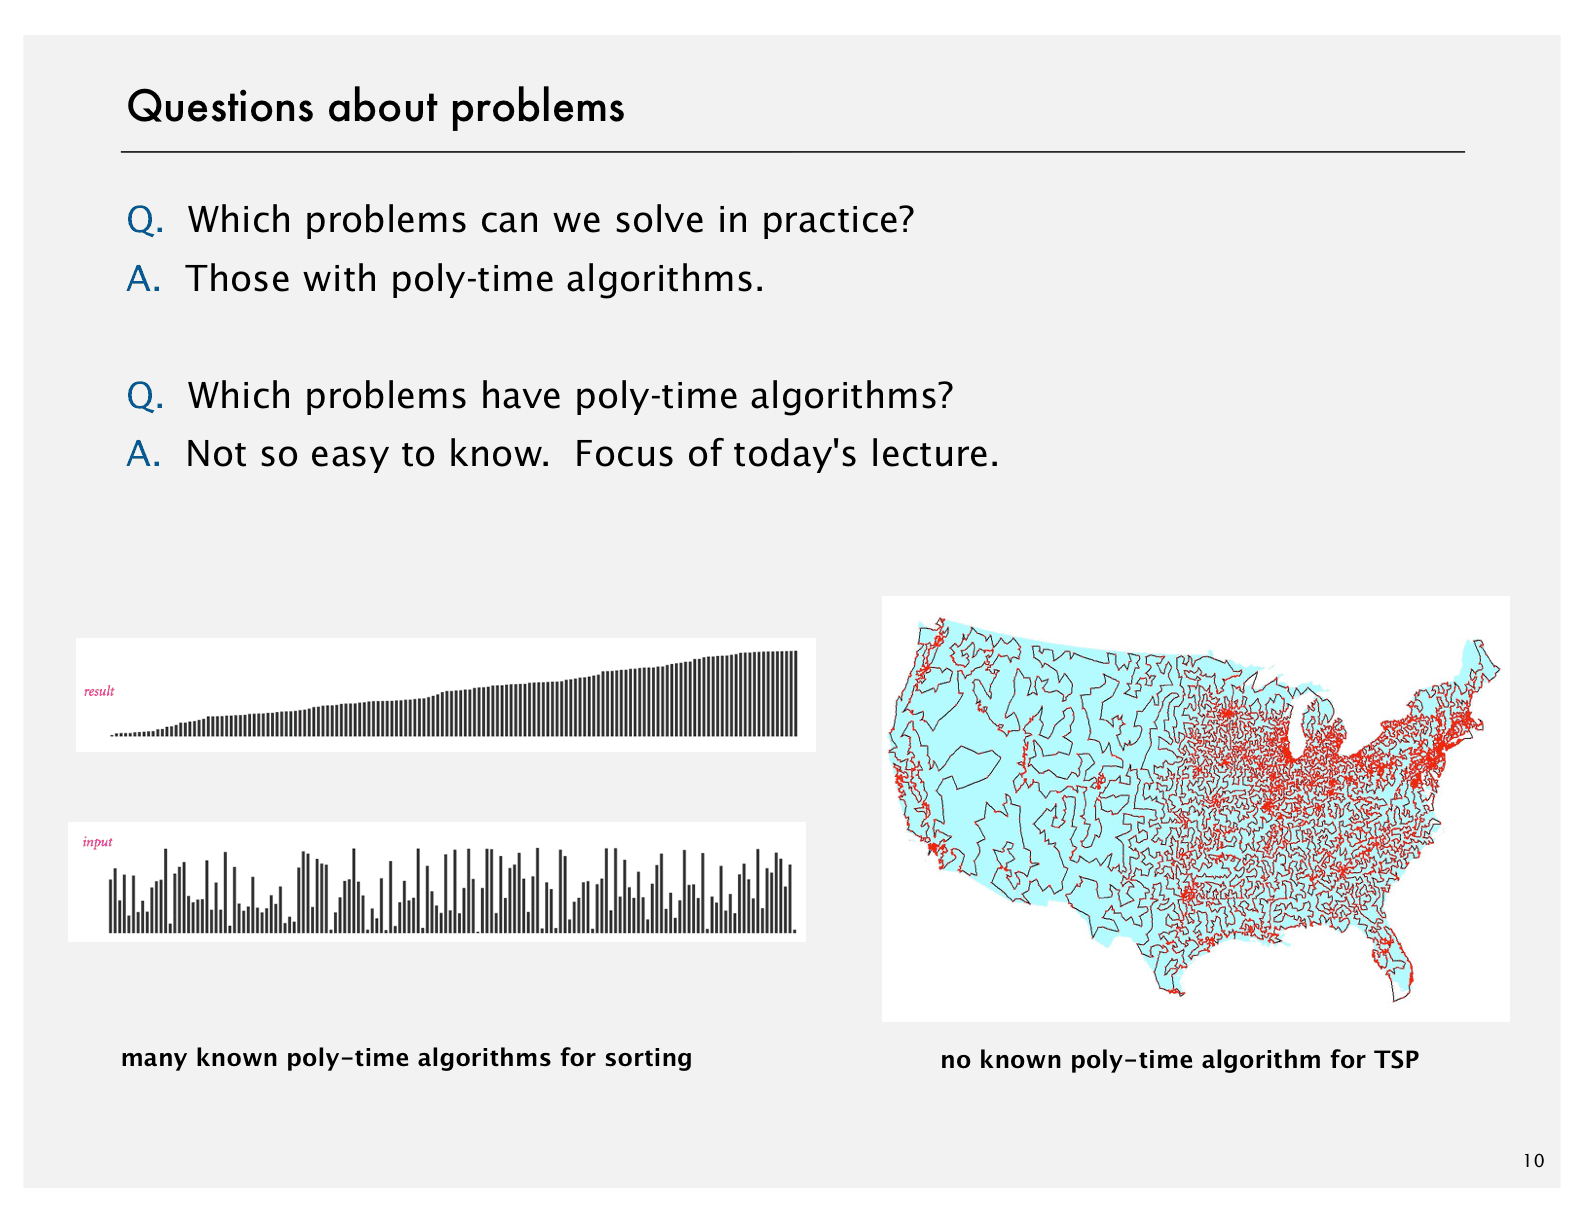 Questions about problems
Q. Which problems can we solve in practice?
A. Those with poly-time algorithms.
Q. Which problems have poly-time algorithms?
A. Not so easy to know. Focus of today's lecture.
result
input
many known poly–time algorithms for sorting
no known poly–time algorithm for TSP
10